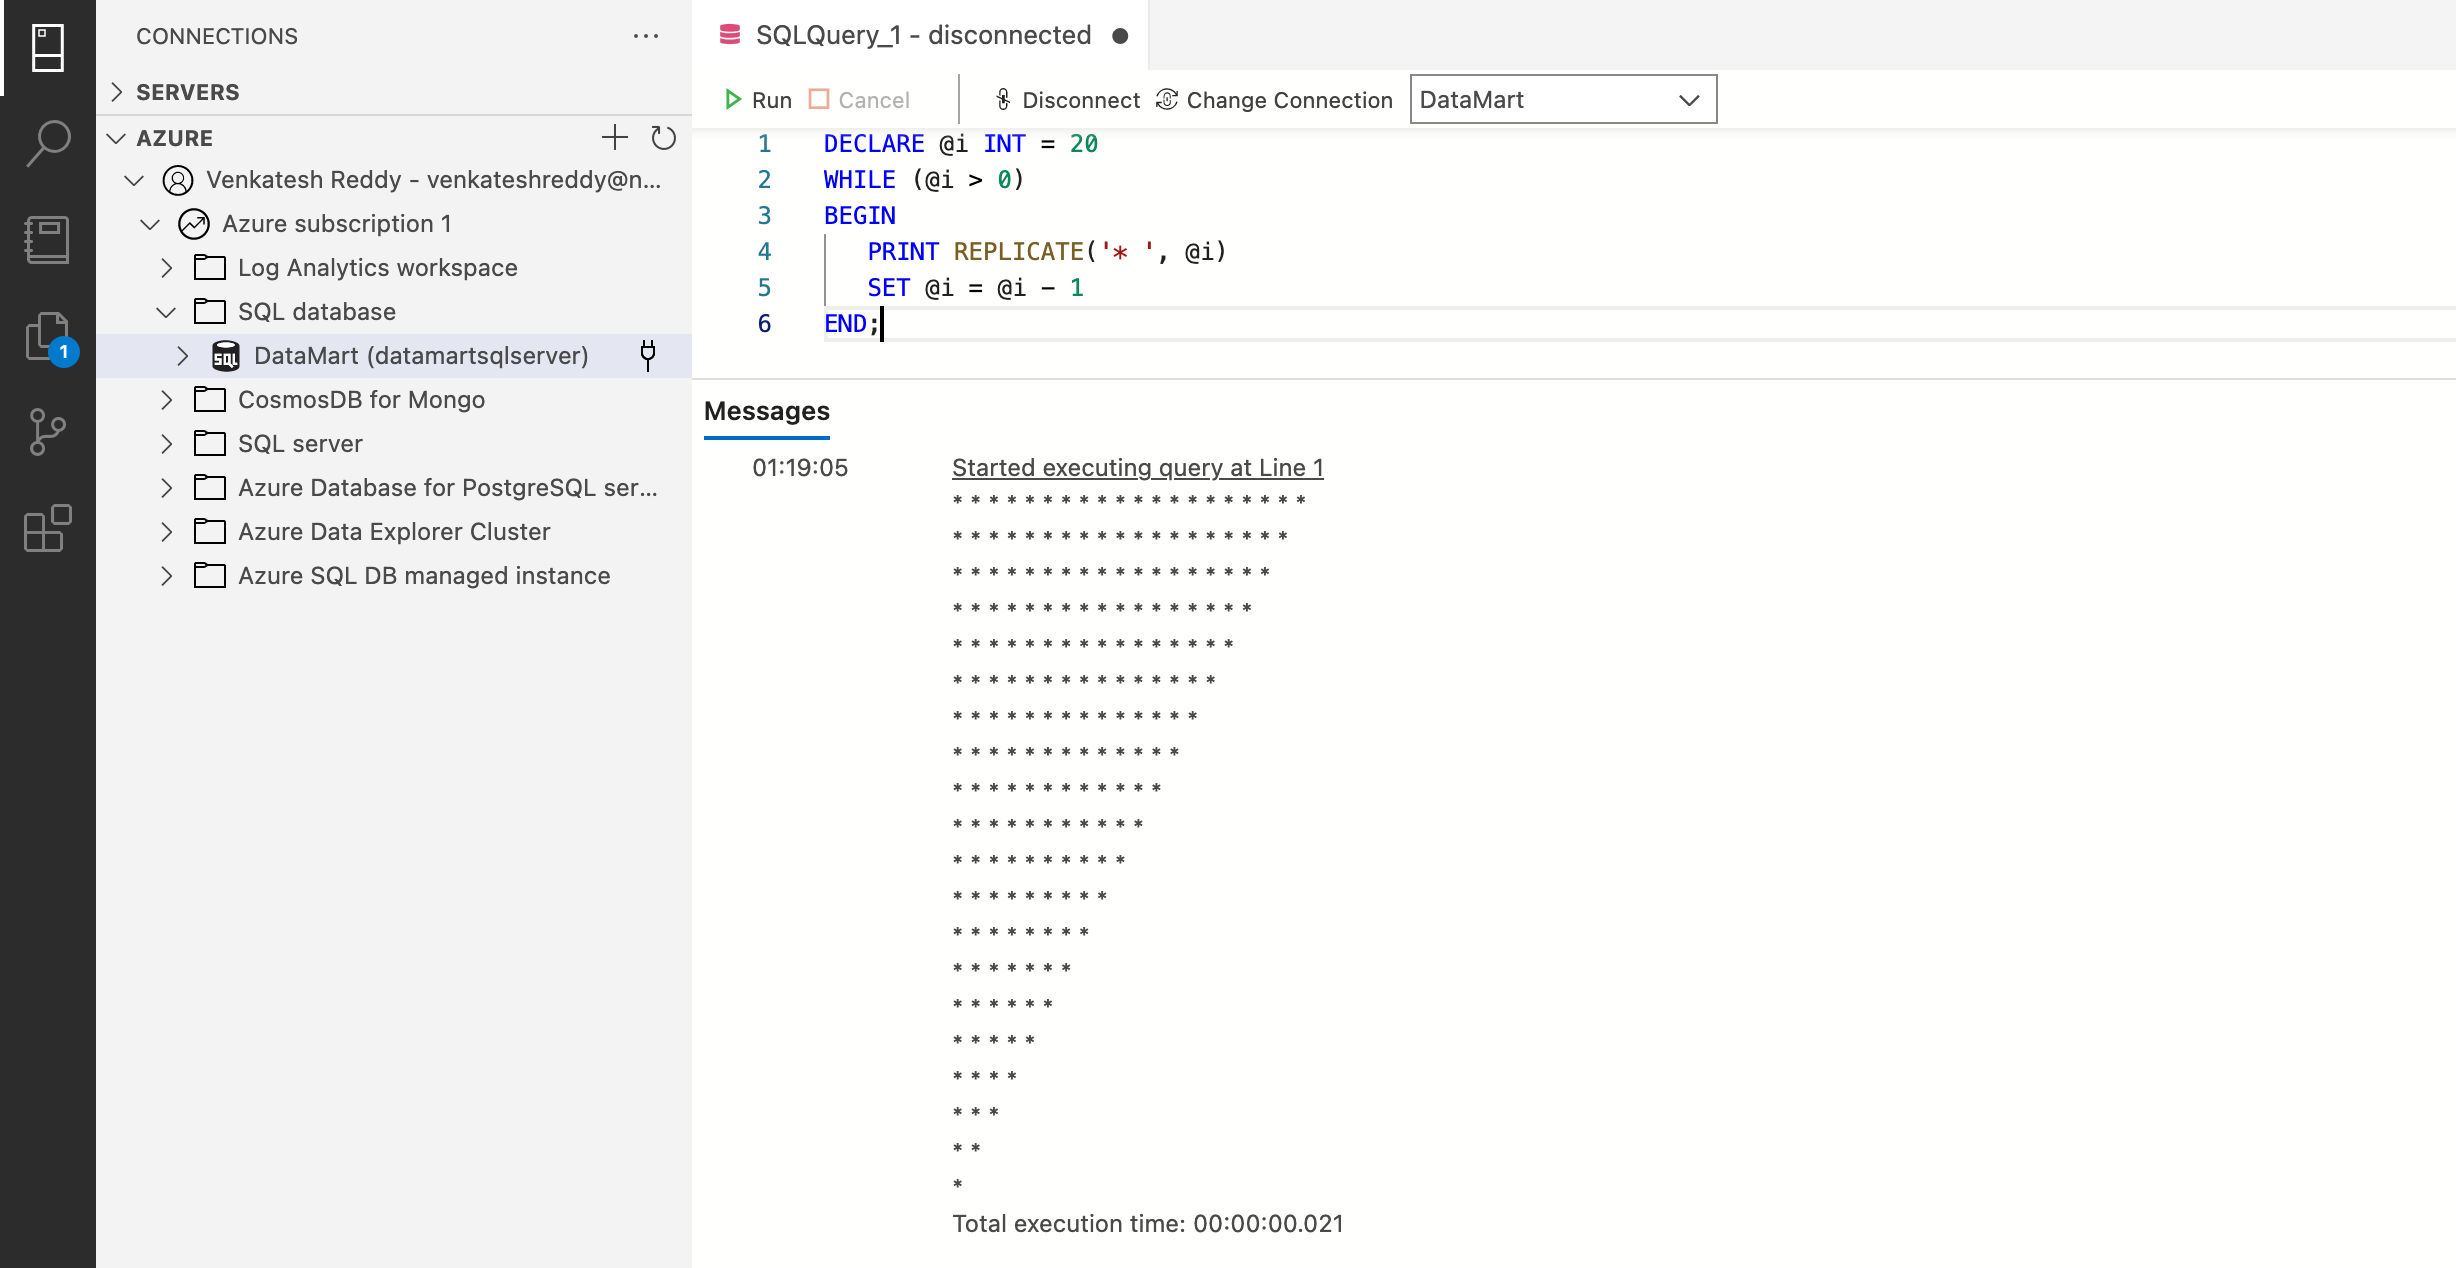 CONNECTIONS
SERVERS
AZURE
Venkatesh Reddy - venkateshreddy@n...
Azure subscription 1
Log Analytics workspace
SQL database
DataMart (datamartsqlserver)
CosmosDB for Mongo
SQL server
Azure Database for PostgreSQL ser...
Azure Data Explorer Cluster
Azure SQL DB managed instance
1
SQL
SQLQuery_1 - disconnected
Run Cancel Disconnect Change Connection DataMart
1 DECLARE @i INT = 20
2 WHILE (@i > 0)
3 BEGIN
4 PRINT REPLICATE('* ', @i)
5 SET @i = @i - 1
6 END;
Messages
01:19:05 Started executing query at Line 1
* * * * * * * * * * * * * * * * * * * *
* * * * * * * * * * * * * * * * * * *
* * * * * * * * * * * * * * * * * *
* * * * * * * * * * * * * * * * *
* * * * * * * * * * * * * * * *
* * * * * * * * * * * * * * *
* * * * * * * * * * * * * *
* * * * * * * * * * * * *
* * * * * * * * * * * *
* * * * * * * * * * *
* * * * * * * * * *
* * * * * * * * *
* * * * * * * *
* * * * * * *
* * * * * *
* * * * *
* * * *
* * *
* *
*
Total execution time: 00:00:00.021